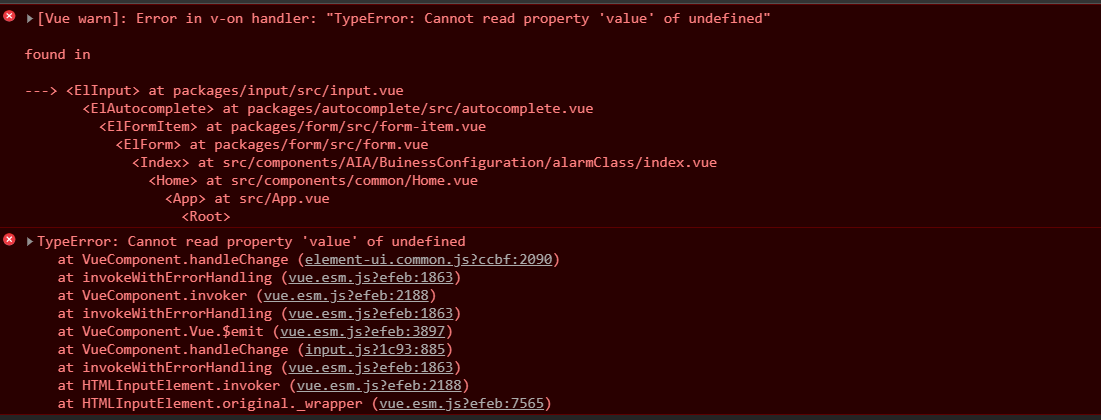 [Vue warn]: Error in v-on handler: "TypeError: Cannot read property 'value' of undefined"
found in
---> <ElInput> at packages/input/src/input.vue
<ElAutocomplete> at packages/autocomplete/src/autocomplete.vue
<ElFormItem> at packages/form/src/form-item.vue
<ElForm> at packages/form/src/form.vue
<Index> at src/components/AIA/BuinessConfiguration/alarmClass/index.vue
<Home> at src/components/common/Home.vue
<App> at src/App.vue
<Root>
TypeError: Cannot read property 'value' of undefined
at VueComponent.handleChange (element-ui.common.js?ccbf:2090)
at invokeWithErrorHandling (vue.esm.js?efeb:1863)
at VueComponent.invoker (vue.esm.js?efeb:2188)
at invokeWithErrorHandling (vue.esm.js?efeb:1863)
at VueComponent.Vue.$emit (vue.esm.js?efeb:3897)
at VueComponent.handleChange (input.js?1c93:885)
at invokeWithErrorHandling (vue.esm.js?efeb:1863)
at HTMLInputElement.invoker (vue.esm.js?efeb:2188)
at HTMLInputElement.original._wrapper (vue.esm.js?efeb:7565)